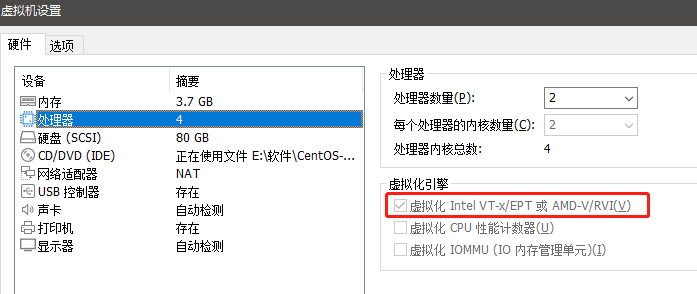 虚拟机设置
硬件 选项
设备 摘要
内存 3.7 GB
处理器 4
硬盘 (SCSI) 80 GB
CD/DVD (IDE) 正在使用文件 E:\软件\CentOS-...
网络适配器 NAT
USB 控制器 存在
声卡 自动检测
打印机 存在
显示器 自动检测
处理器
处理器数量(P): 2
每个处理器的内核数量(C): 2
处理器内核总数: 4
虚拟化引擎
虚拟化 Intel VT-x/EPT 或 AMD-V/RVI(V)
虚拟化 CPU 性能计数器(U)
虚拟化 IOMMU (IO 内存管理单元)(I)